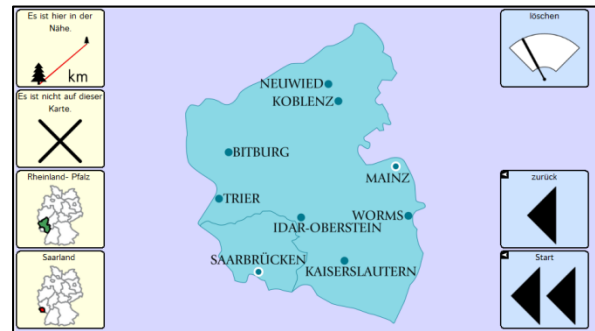 Es ist hier in der
Nähe.
km
Es ist nicht auf dieser
Karte.
Rheinland- Pfalz
Saarland
NEUWIED
KOBLENZ
BITBURG
MAINZ
TRIER
WORMS
IDAR-OBERSTEIN
SAARBRÜCKEN
KAISERSLAUTERN
löschen
zurück
Start